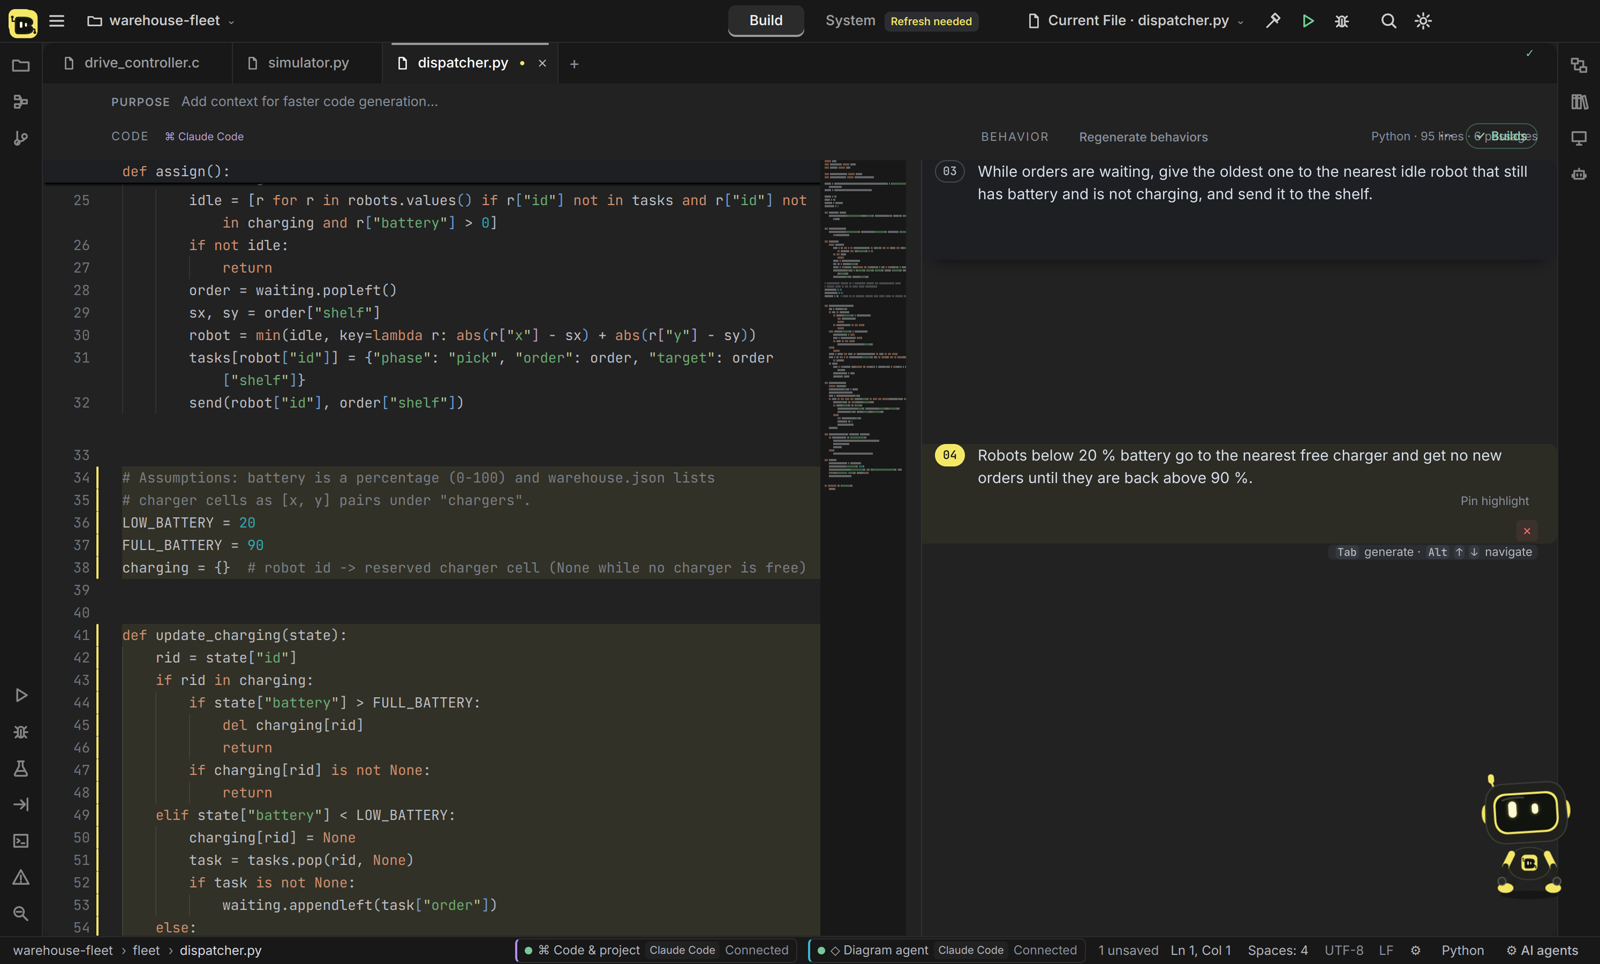 warehouse-fleet
Build
System
Refresh needed
Current File · dispatcher.py
drive_controller.c
simulator.py
dispatcher.py
PURPOSE Add context for faster code generation...
CODE ⌘ Claude Code
BEHAVIOR Regenerate behaviors
Python · 95 lines · 6 passages
Builds
def assign():
25 idle = [r for r in robots.values() if r["id"] not in tasks and r["id"] not
in charging and r["battery"] > 0]
26 if not idle:
27 return
28 order = waiting.popleft()
29 sx, sy = order["shelf"]
30 robot = min(idle, key=lambda r: abs(r["x"] - sx) + abs(r["y"] - sy))
31 tasks[robot["id"]] = {"phase": "pick", "order": order, "target": order
["shelf"]}
32 send(robot["id"], order["shelf"])
33
34 # Assumptions: battery is a percentage (0-100) and warehouse.json lists
35 # charger cells as [x, y] pairs under "chargers".
36 LOW_BATTERY = 20
37 FULL_BATTERY = 90
38 charging = {}  # robot id -> reserved charger cell (None while no charger is free)
39
40
41 def update_charging(state):
42 rid = state["id"]
43 if rid in charging:
44 if state["battery"] > FULL_BATTERY:
45 del charging[rid]
46 return
47 if charging[rid] is not None:
48 return
49 elif state["battery"] < LOW_BATTERY:
50 charging[rid] = None
51 task = tasks.pop(rid, None)
52 if task is not None:
53 waiting.appendleft(task["order"])
54 else:
03 While orders are waiting, give the oldest one to the nearest idle robot that still
has battery and is not charging, and send it to the shelf.
04 Robots below 20 % battery go to the nearest free charger and get no new
orders until they are back above 90 %.
Pin highlight
Tab generate · Alt ↑ ↓ navigate
warehouse-fleet › fleet › dispatcher.py
⌘ Code & project Claude Code Connected
◇ Diagram agent Claude Code Connected
1 unsaved Ln 1, Col 1 Spaces: 4 UTF-8 LF Python AI agents